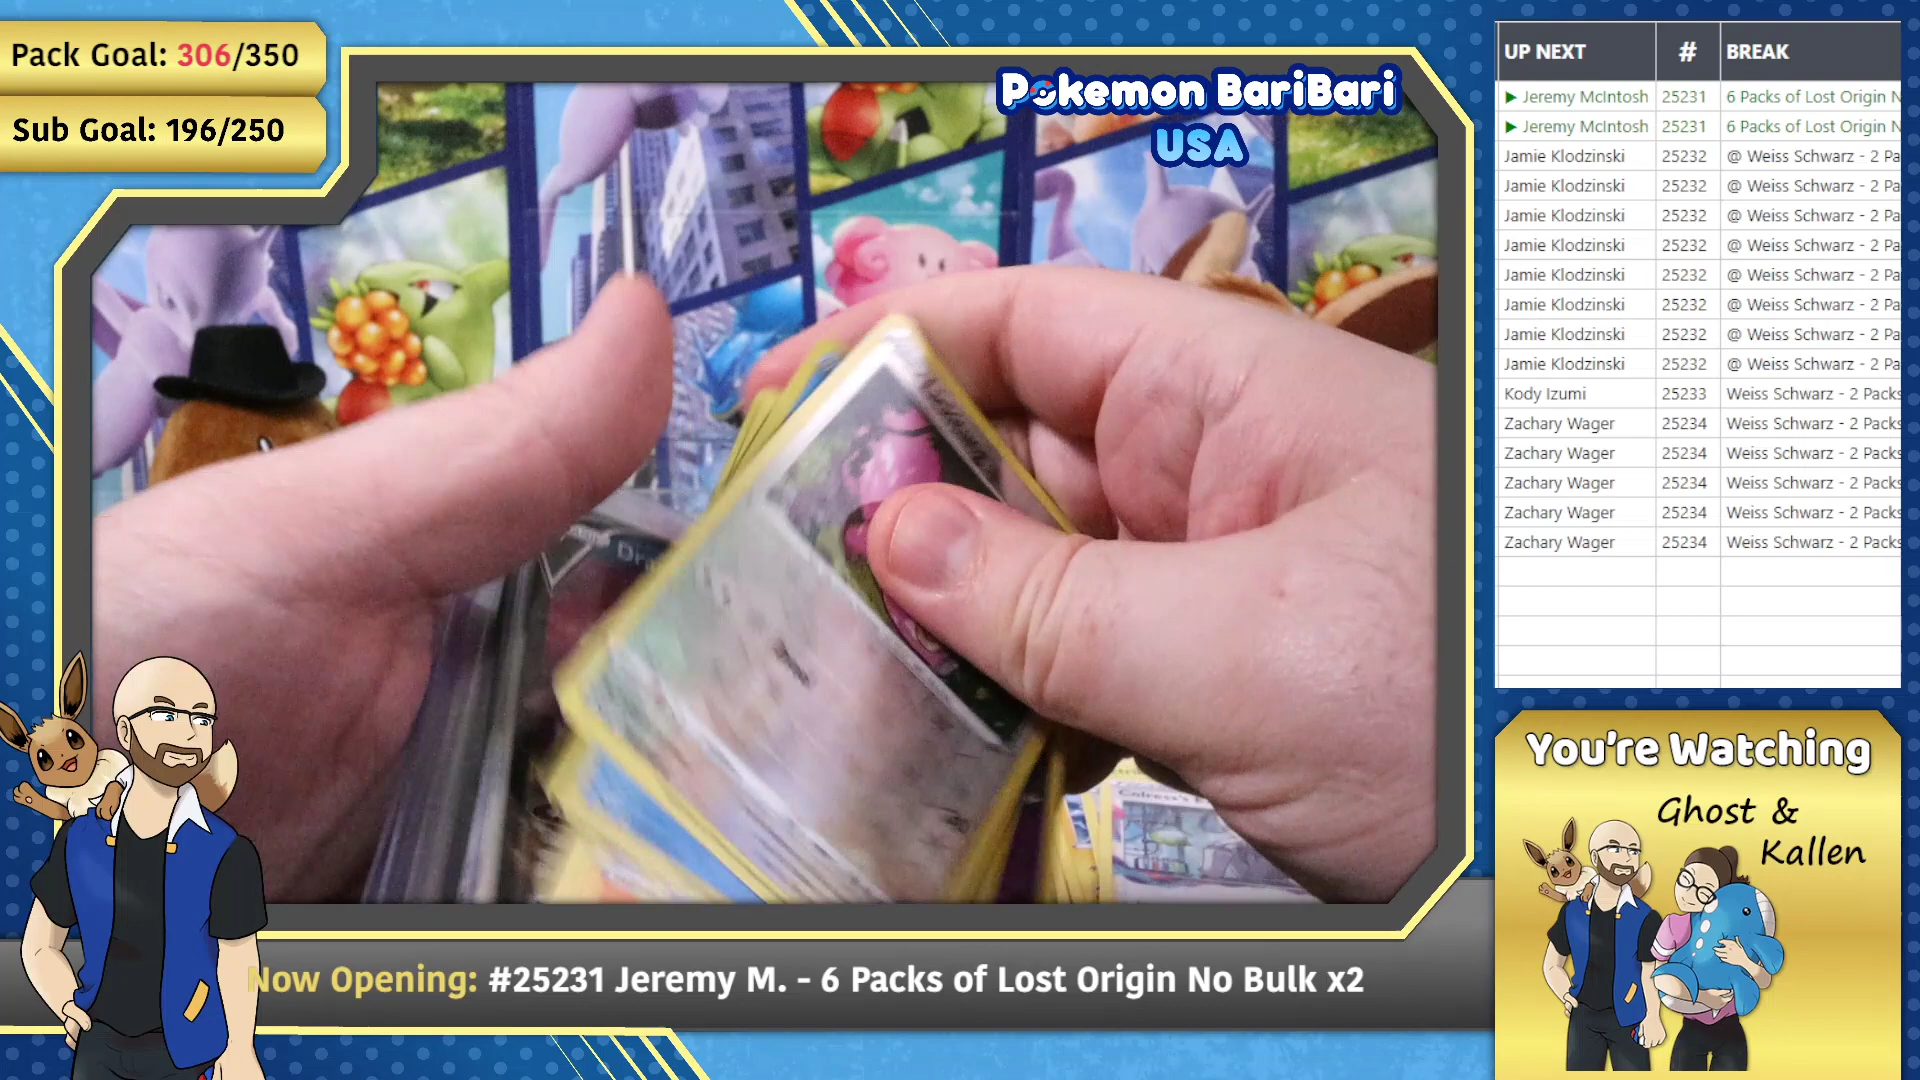 Pack Goal: 306/350
Sub Goal: 196/250
Pokemon BariBari
USA
UP NEXT # BREAK
▶ Jeremy McIntosh 25231 6 Packs of Lost Origin N
▶ Jeremy McIntosh 25231 6 Packs of Lost Origin N
Jamie Klodzinski 25232 @ Weiss Schwarz - 2 Pa
Jamie Klodzinski 25232 @ Weiss Schwarz - 2 Pa
Jamie Klodzinski 25232 @ Weiss Schwarz - 2 Pa
Jamie Klodzinski 25232 @ Weiss Schwarz - 2 Pa
Jamie Klodzinski 25232 @ Weiss Schwarz - 2 Pa
Jamie Klodzinski 25232 @ Weiss Schwarz - 2 Pa
Jamie Klodzinski 25232 @ Weiss Schwarz - 2 Pa
Jamie Klodzinski 25232 @ Weiss Schwarz - 2 Pa
Kody Izumi 25233 Weiss Schwarz - 2 Packs
Zachary Wager 25234 Weiss Schwarz - 2 Packs
Zachary Wager 25234 Weiss Schwarz - 2 Packs
Zachary Wager 25234 Weiss Schwarz - 2 Packs
Zachary Wager 25234 Weiss Schwarz - 2 Packs
Zachary Wager 25234 Weiss Schwarz - 2 Packs
Colress's
You're Watching
Ghost &
Kallen
Now Opening: #25231 Jeremy M. - 6 Packs of Lost Origin No Bulk x2